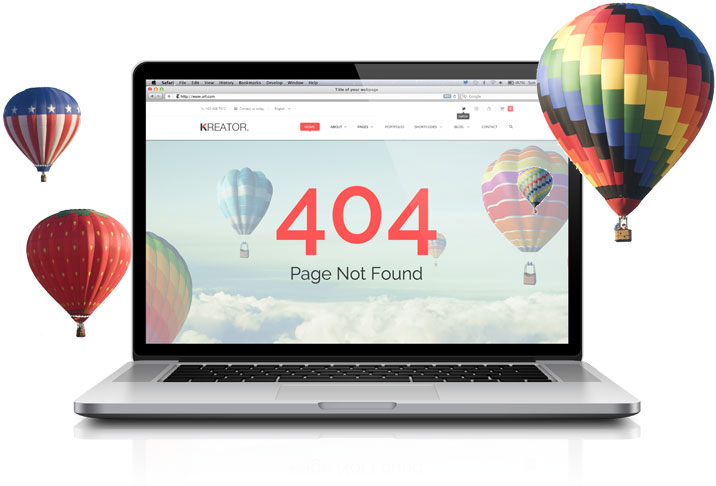 Safari File Edit View History Bookmarks Develop Window Help
Title of your webpage
http://www.url.com
Google
English
KREATOR.
HOME ABOUT PAGES PORTFOLIO SHORTCODES BLOG CONTACT
404
Page Not Found